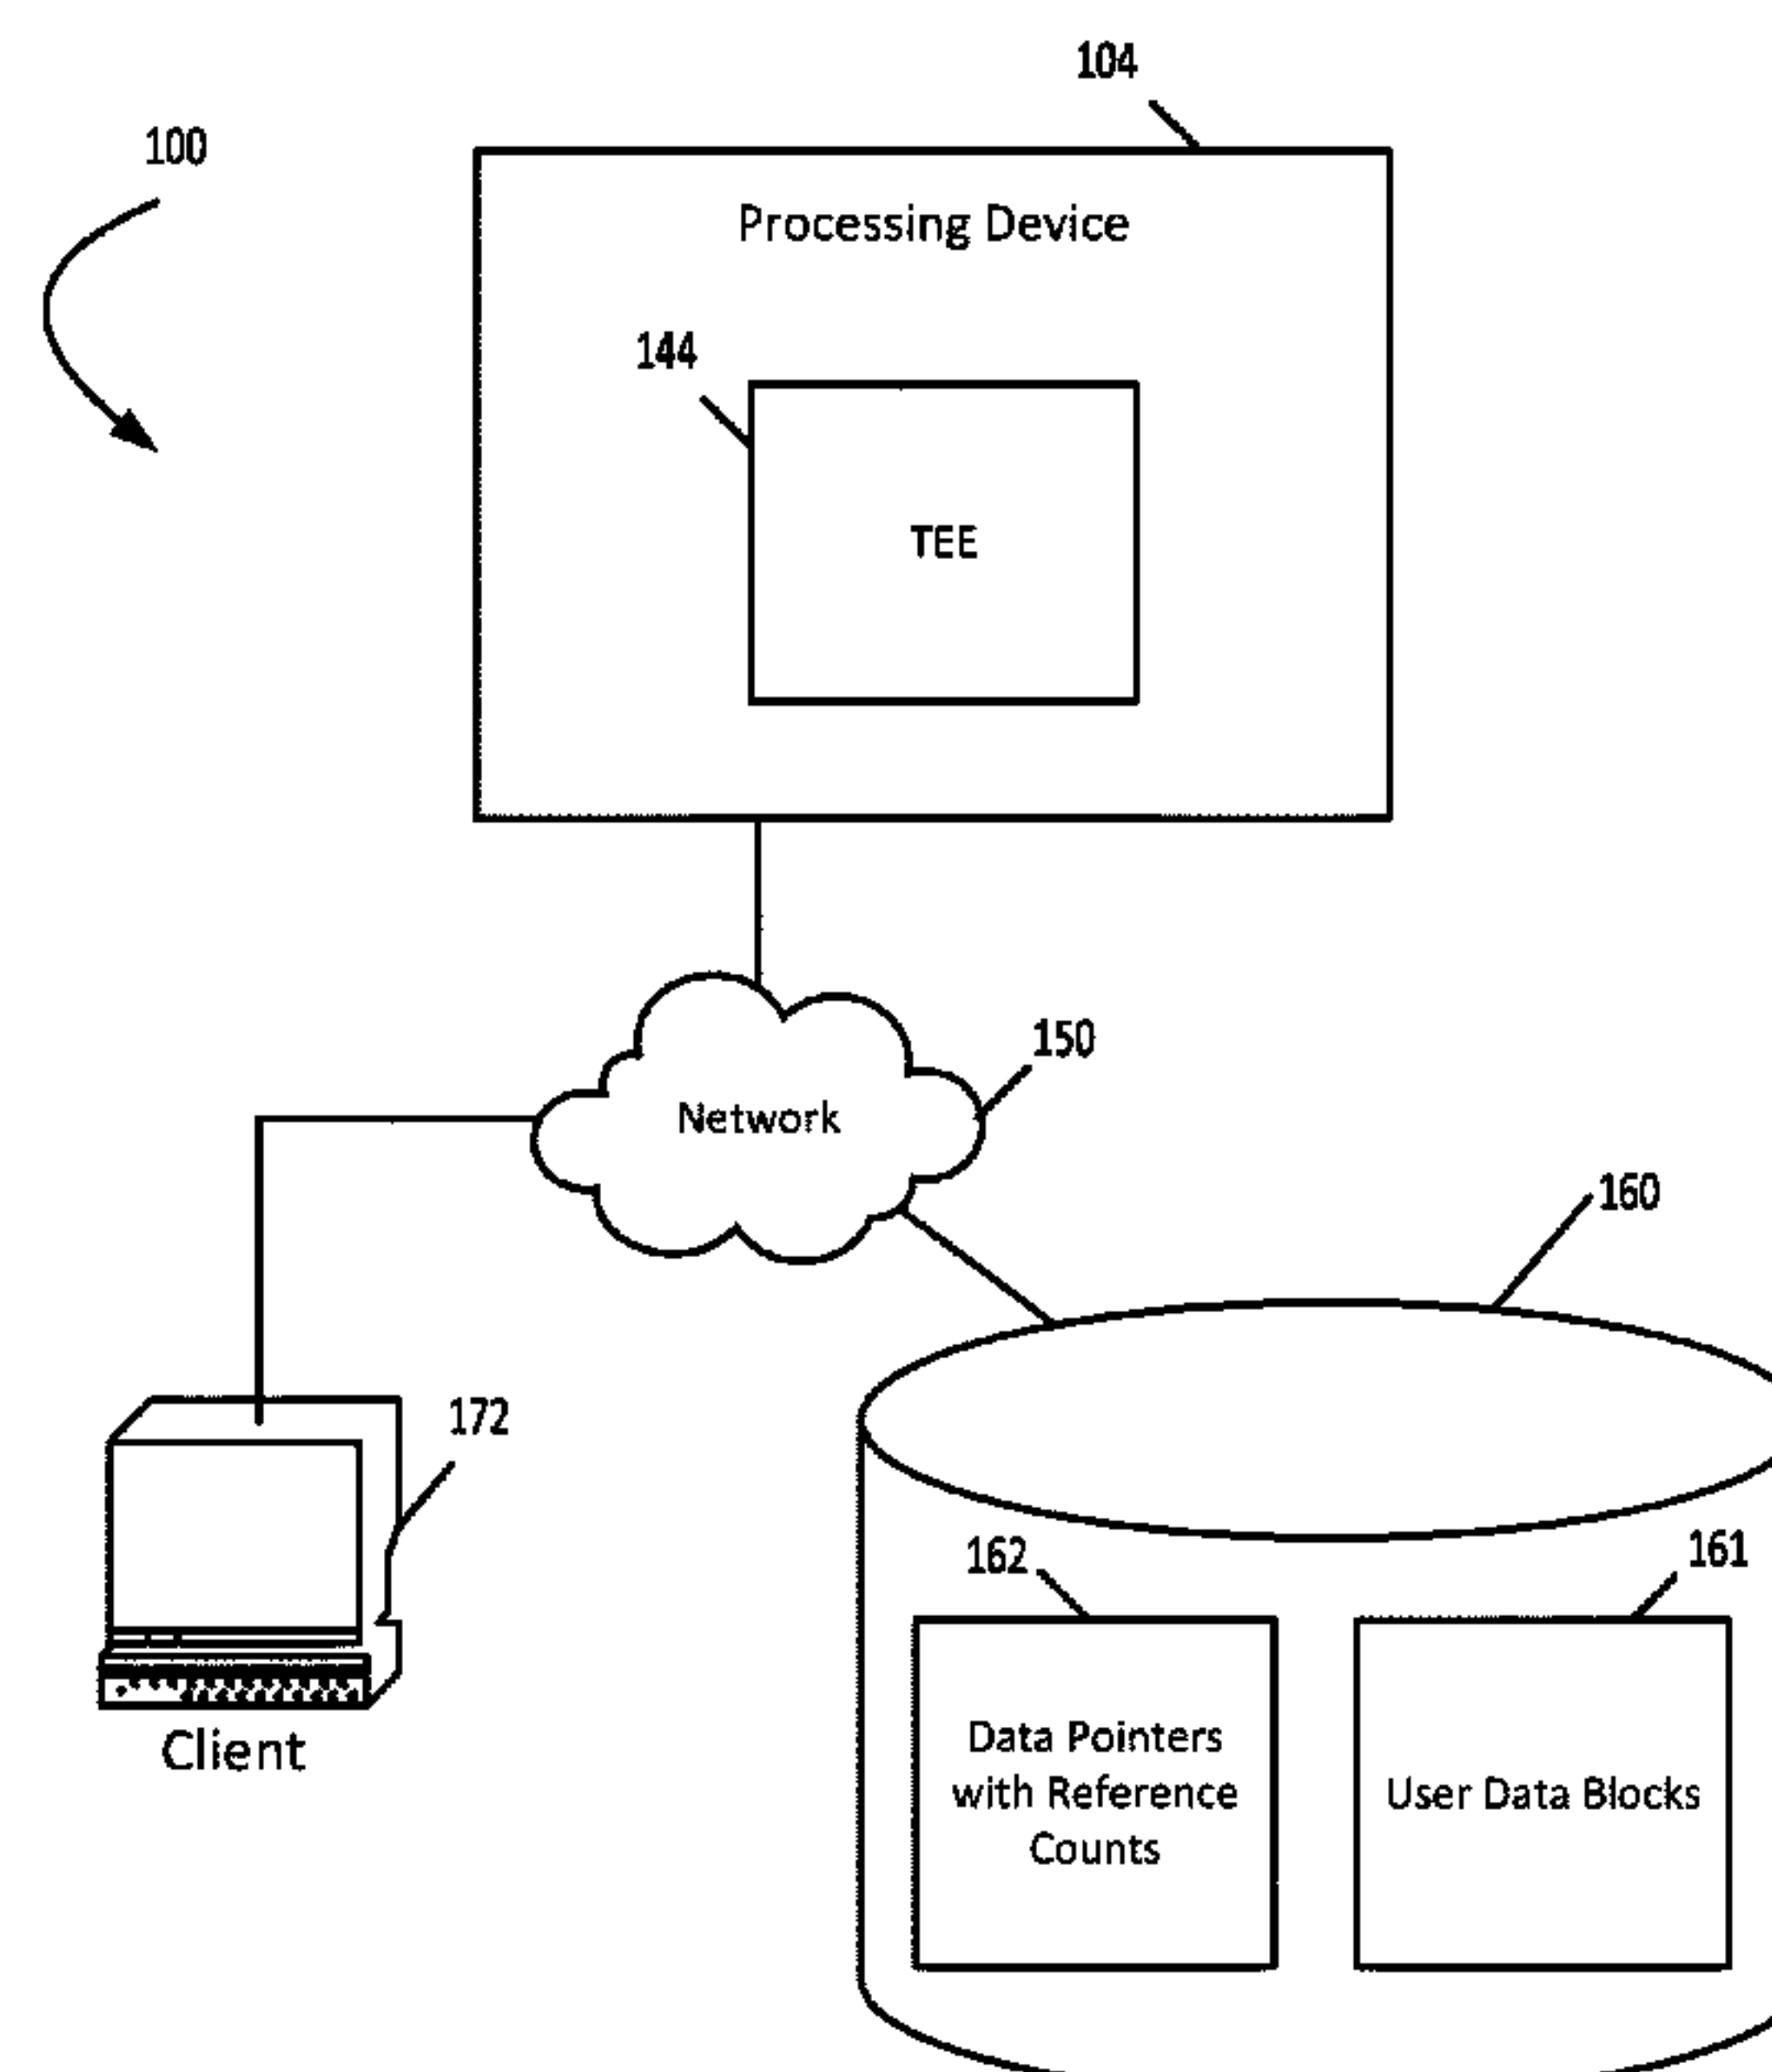 104
100
Processing Device
144
TEE
150
Network
160
172
162
161
Client
Data Pointers
with Reference
Counts
User Data Blocks